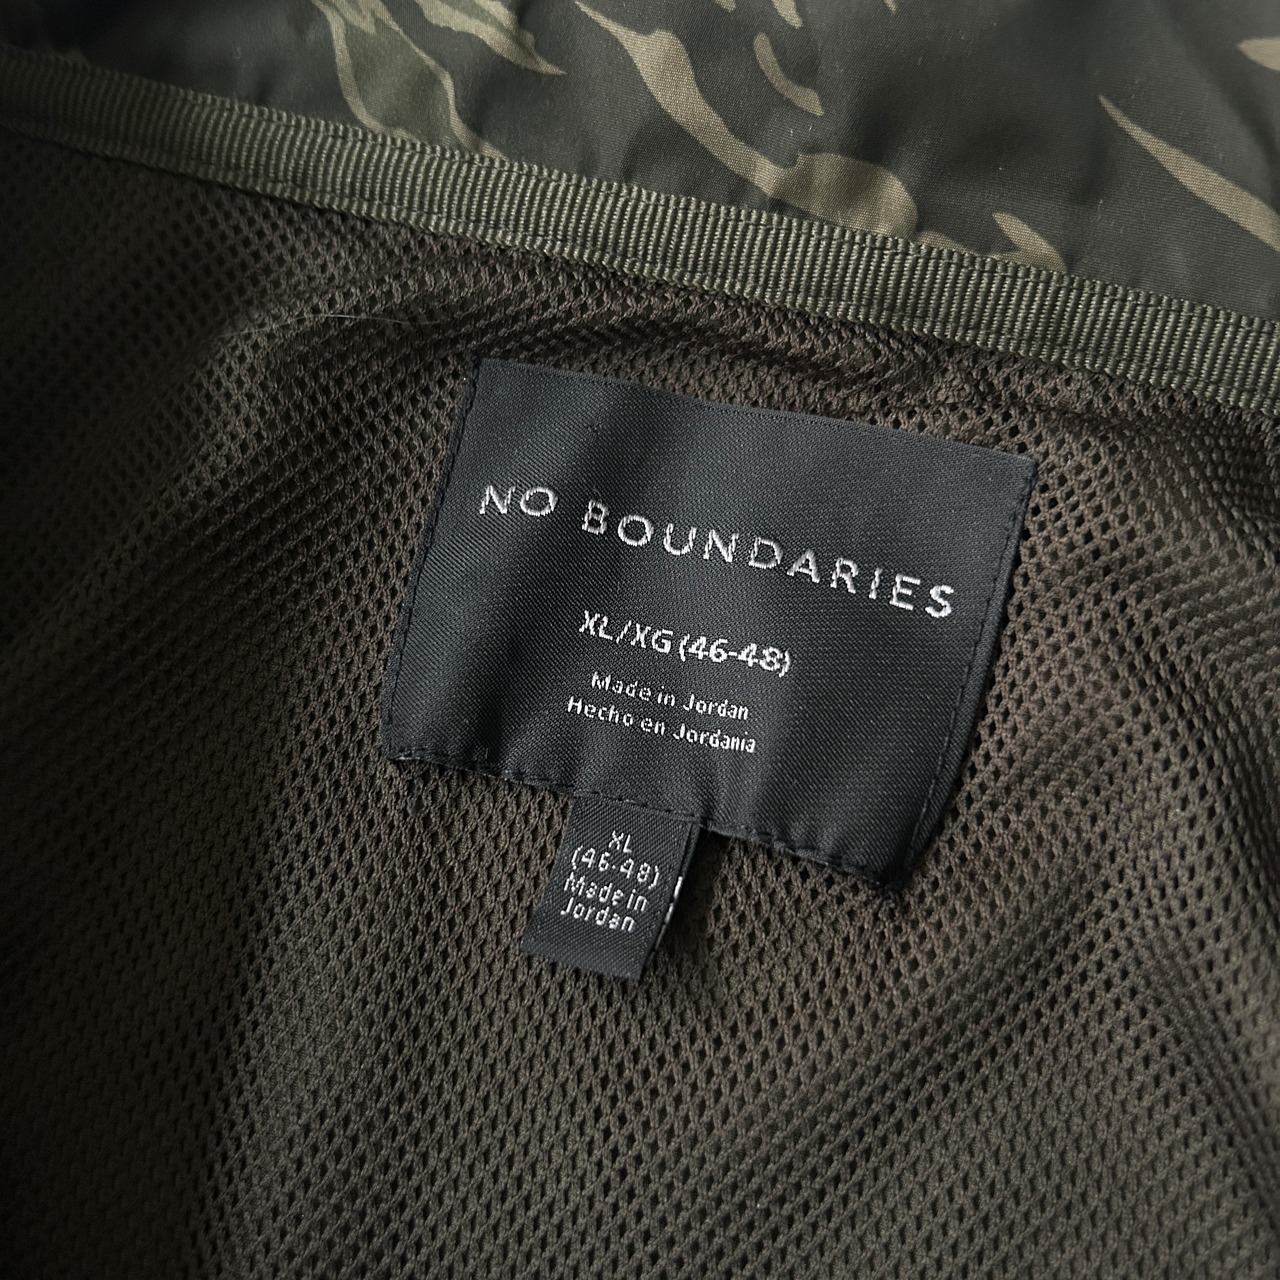 NO BOUNDARIES
XL/XG (46-48)
Made in Jordan
Hecho en Jordania
XL
(46-48)
Made in
Jordan